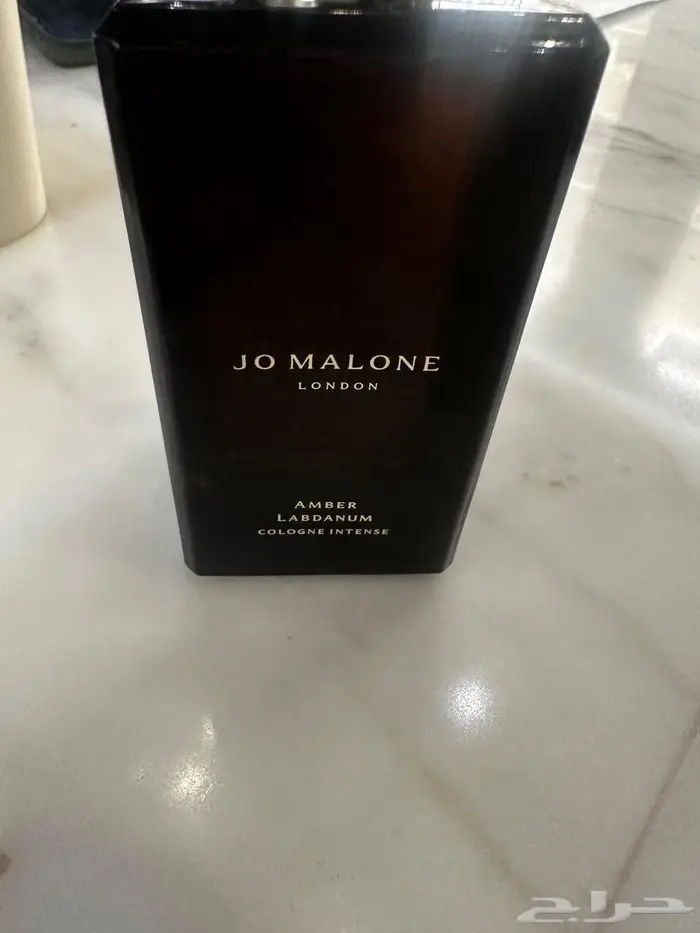 JO MALONE
LONDON
AMBER
LABDANUM
COLOGNE INTENSE
حراج